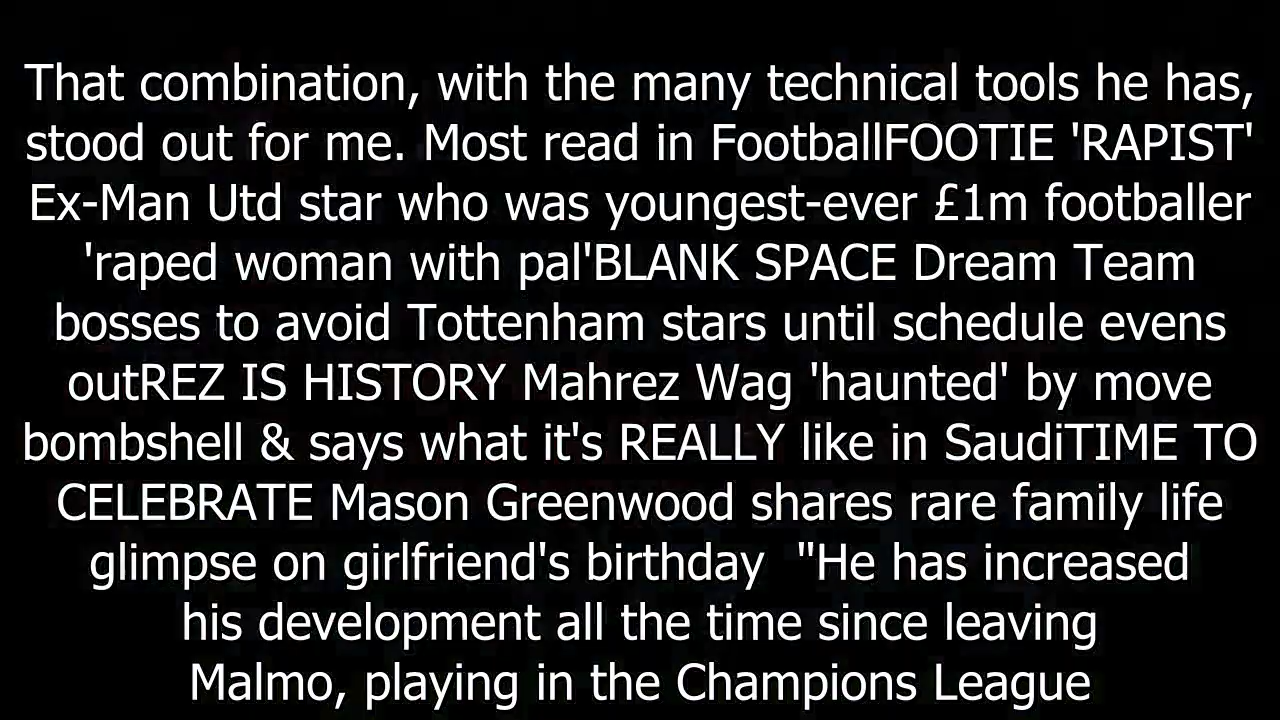 That combination, with the many technical tools he has,
stood out for me. Most read in FootballFOOTIE 'RAPIST'
Ex-Man Utd star who was youngest-ever £1m footballer
'raped woman with pal'BLANK SPACE Dream Team
bosses to avoid Tottenham stars until schedule evens
outREZ IS HISTORY Mahrez Wag 'haunted' by move
bombshell & says what it's REALLY like in SaudiTIME TO
CELEBRATE Mason Greenwood shares rare family life
glimpse on girlfriend's birthday  "He has increased
his development all the time since leaving
Malmo, playing in the Champions League